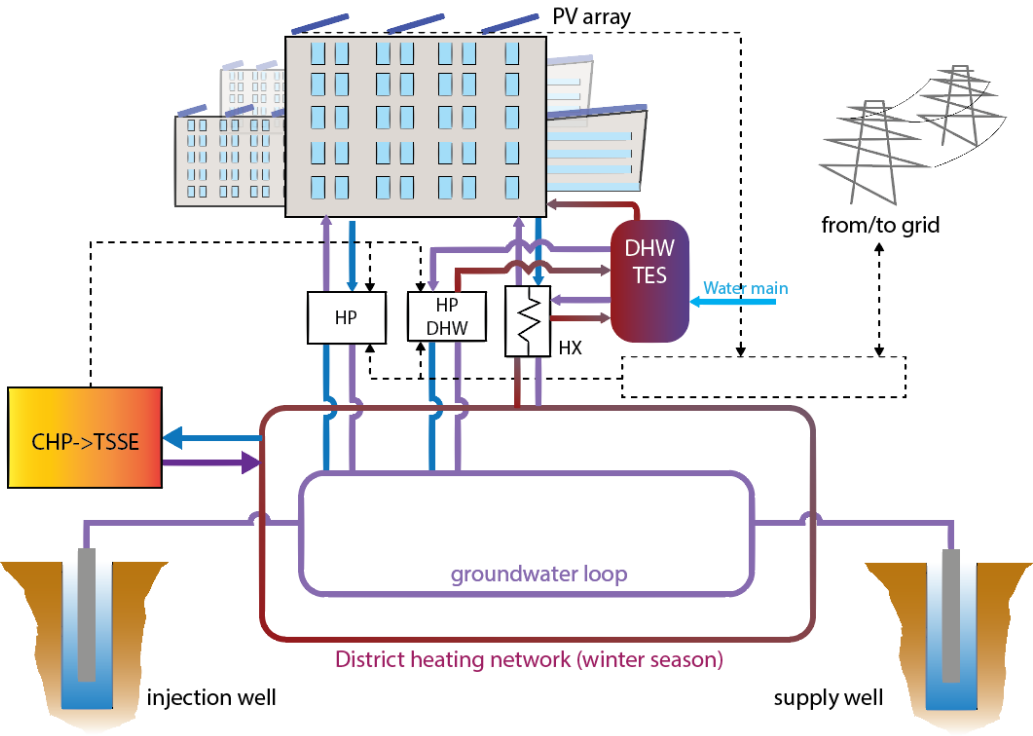 PV array
from/to grid
DHW
TES
Water main
HP
HP
DHW
HX
CHP->TSSE
groundwater loop
District heating network (winter season)
injection well
supply well